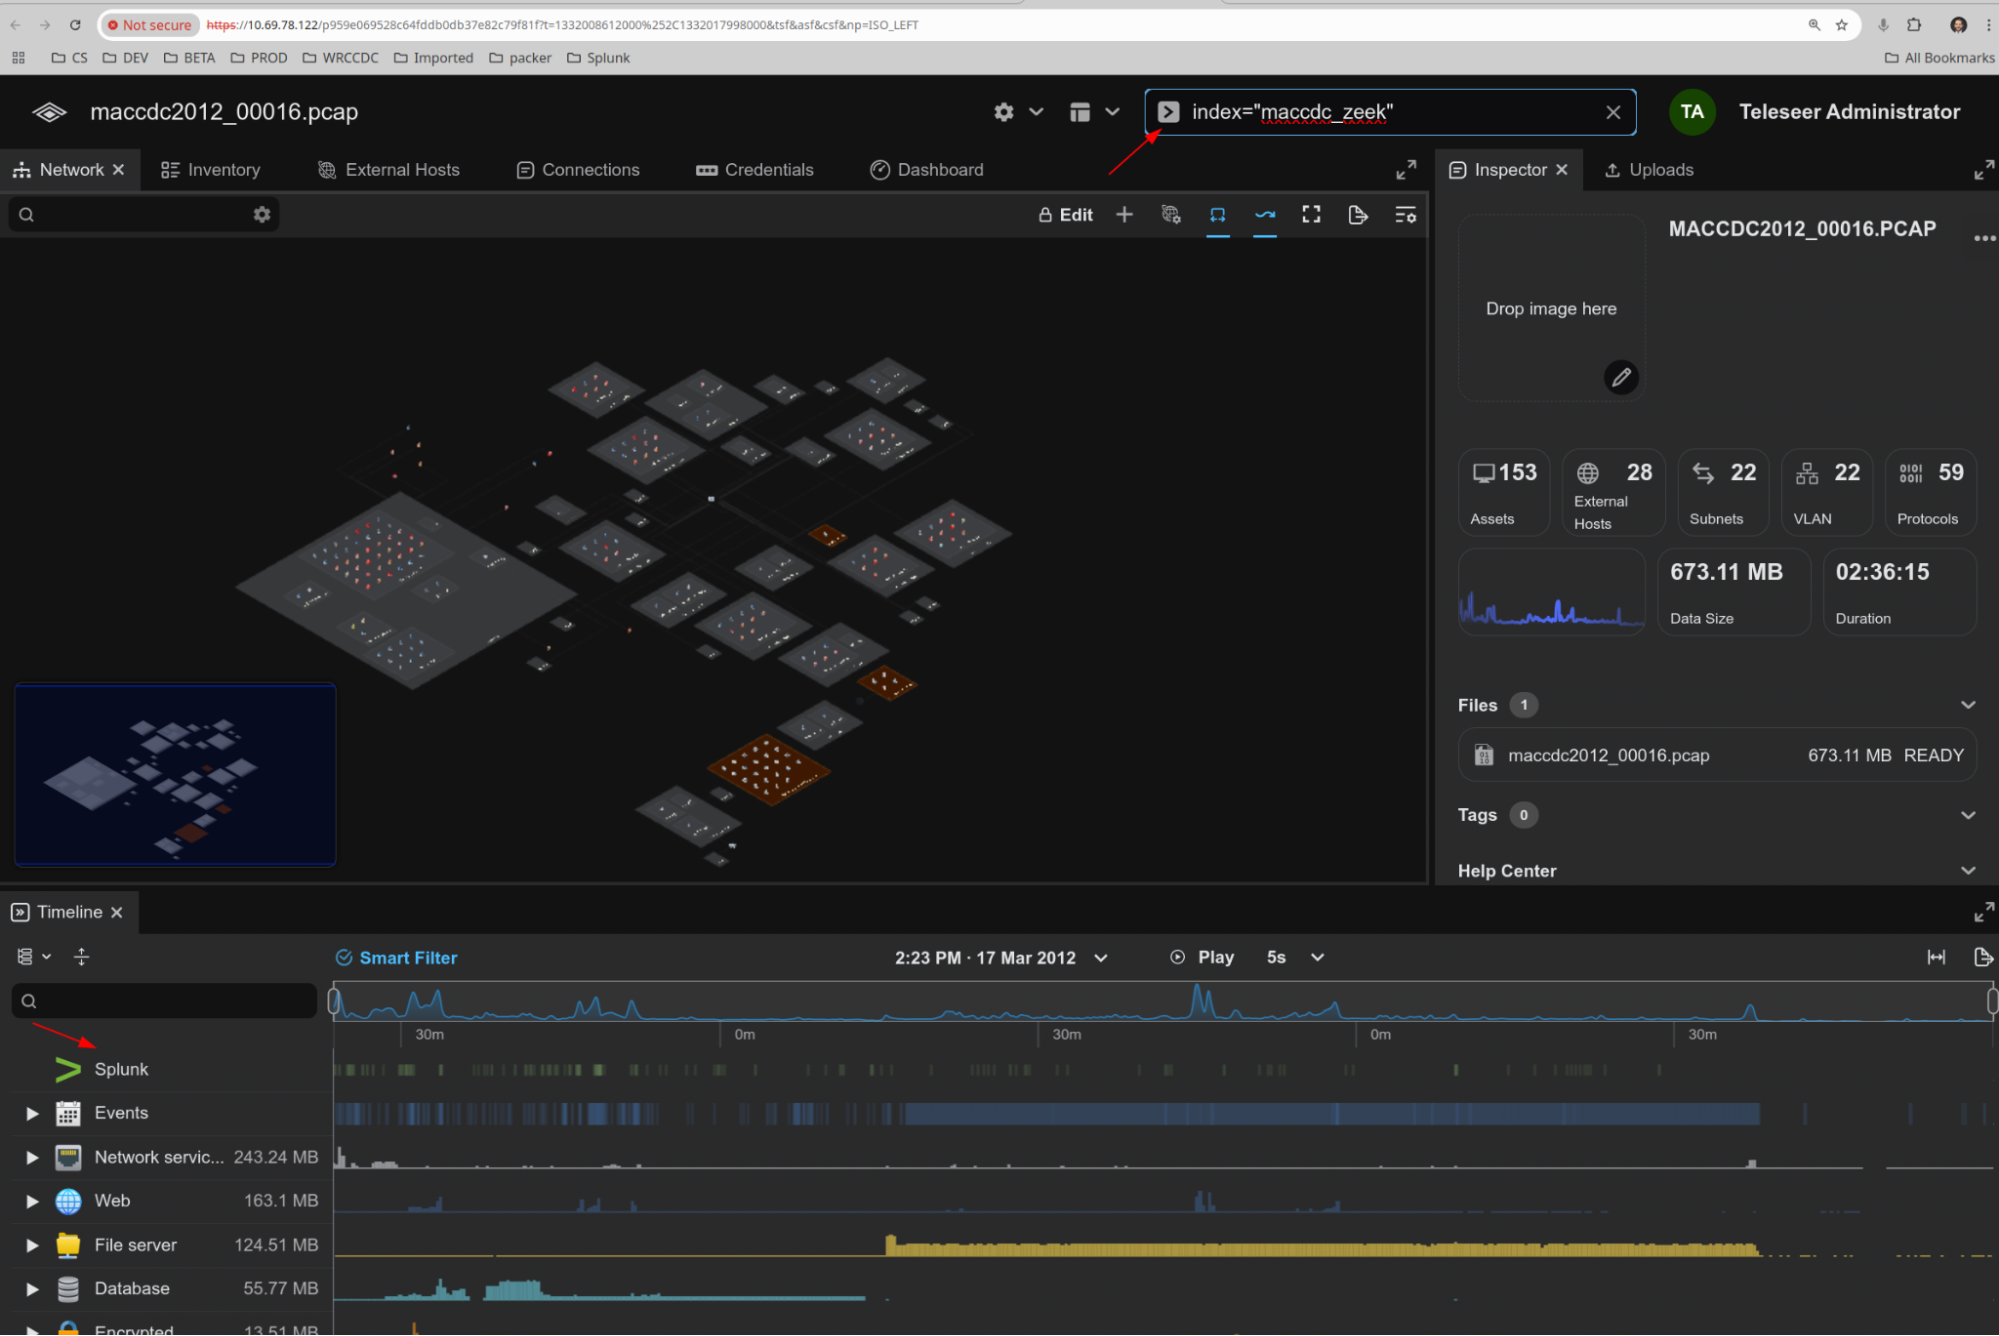 Not secure https://10.69.78.122/p959e069528c64fddb0db37e82c79f81f?t=1332008612000%252C1332017998000&tsf&asf&csf&np=ISO_LEFT
CS DEV BETA PROD WRCCDC Imported packer Splunk All Bookmarks
maccdc2012_00016.pcap index="maccdc_zeek" TA Teleseer Administrator
Network Inventory External Hosts Connections Credentials Dashboard Inspector Uploads
Edit
MACCDC2012_00016.PCAP
Drop image here
153 28 22 22 59
Assets External Hosts Subnets VLAN Protocols
673.11 MB 02:36:15
Data Size Duration
Files 1
maccdc2012_00016.pcap 673.11 MB READY
Tags 0
Help Center
Timeline
Smart Filter 2:23 PM · 17 Mar 2012 Play 5s
30m 0m 30m 0m 30m
Splunk
Events
Network servic... 243.24 MB
Web 163.1 MB
File server 124.51 MB
Database 55.77 MB
Encrypted 13.51 MB